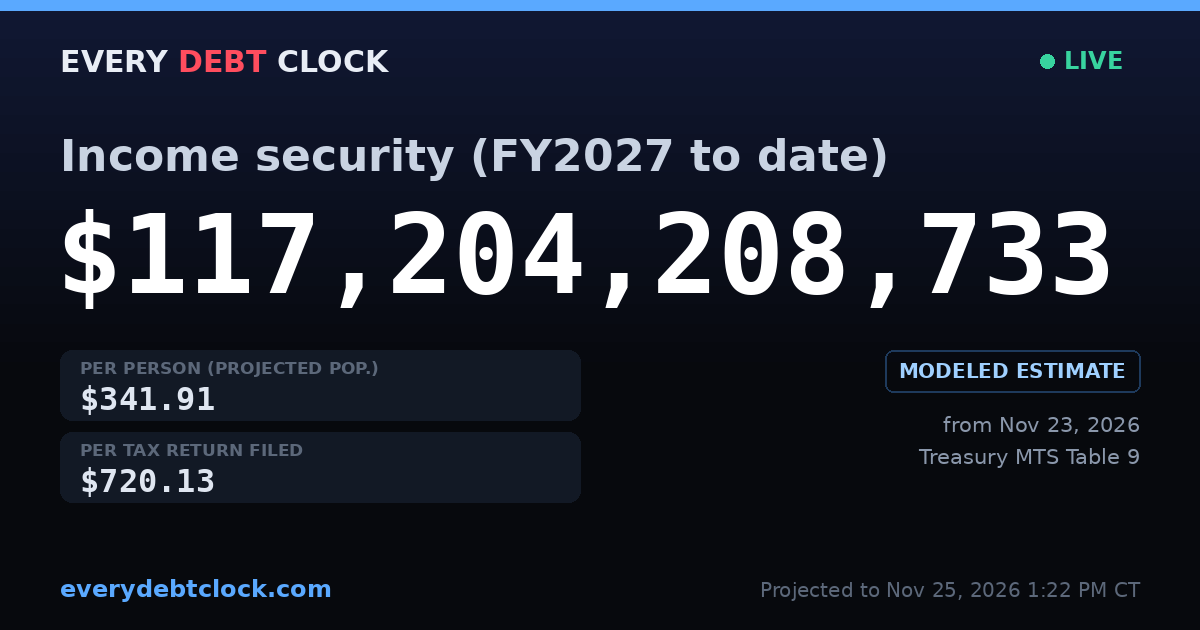 EVERY DEBT CLOCK
LIVE
Income security (FY2027 to date)
$117,204,208,733
PER PERSON (PROJECTED POP.)
$341.91
PER TAX RETURN FILED
$720.13
MODELED ESTIMATE
from Nov 23, 2026
Treasury MTS Table 9
everydebtclock.com
Projected to Nov 25, 2026 1:22 PM CT